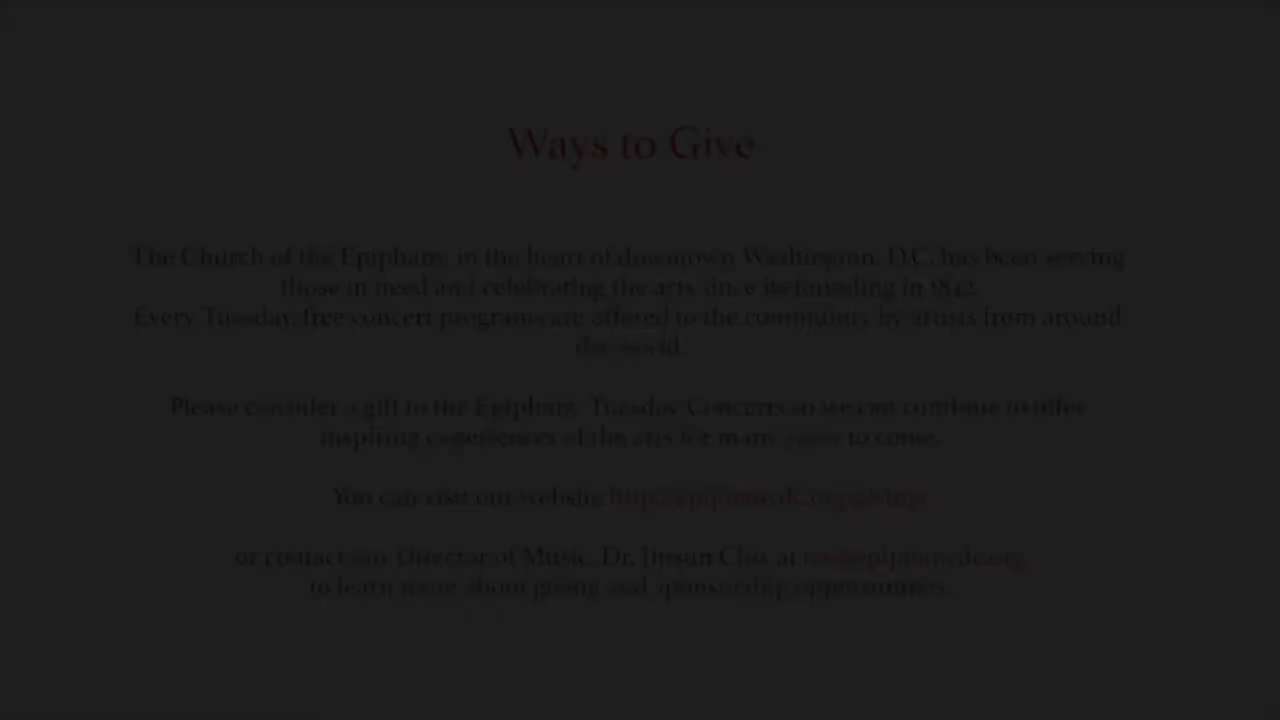 Ways to Give
The Church of the Epiphany, in the heart of downtown Washington, D.C. has been serving
those in need and celebrating the arts since its founding in 1842.
Every Tuesday, free concert programs are offered to the community by artists from around
the world.
Please consider a gift to the Epiphany Tuesday Concerts so we can continue to offer
inspiring experiences of the arts for many years to come.
You can visit our website
or contact our Director of Music, Dr. Jinsun Cho, at
to learn more about giving and sponsorship opportunities.